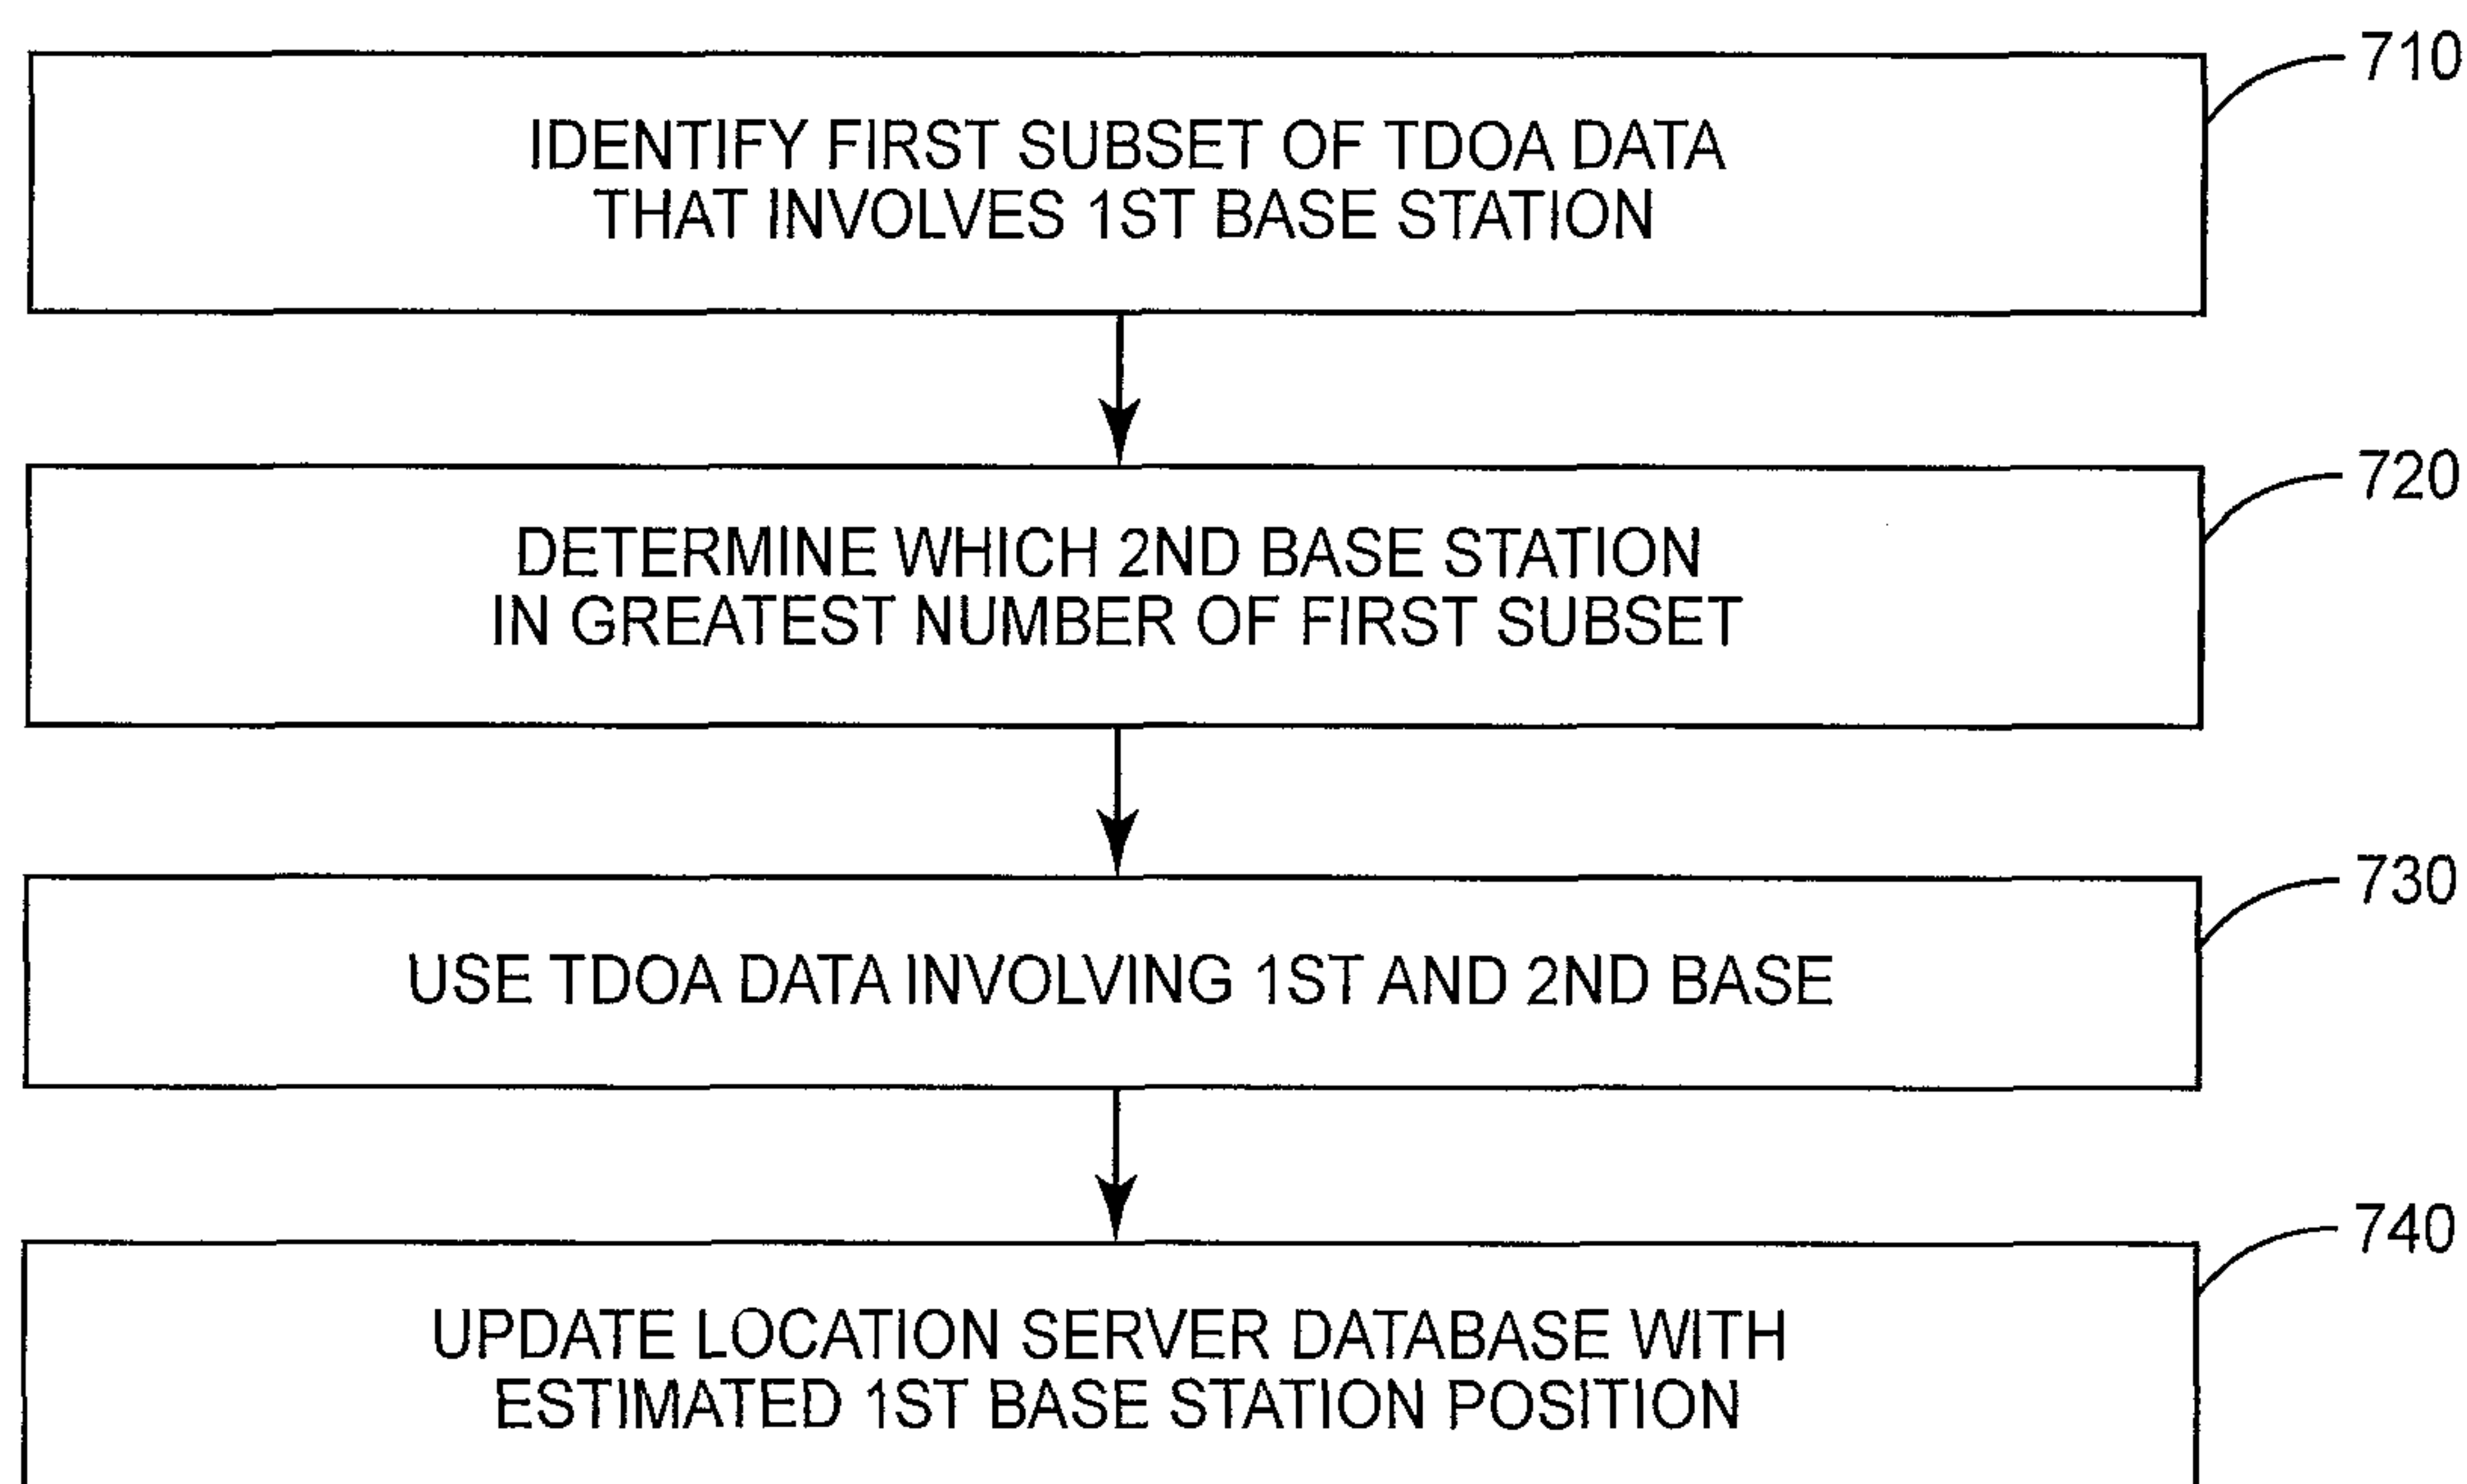 710
IDENTIFY FIRST SUBSET OF TDOA DATA
THAT INVOLVES 1ST BASE STATION
720
DETERMINE WHICH 2ND BASE STATION
IN GREATEST NUMBER OF FIRST SUBSET
730
USE TDOA DATA INVOLVING 1ST AND 2ND BASE
740
UPDATE LOCATION SERVER DATABASE WITH
ESTIMATED 1ST BASE STATION POSITION